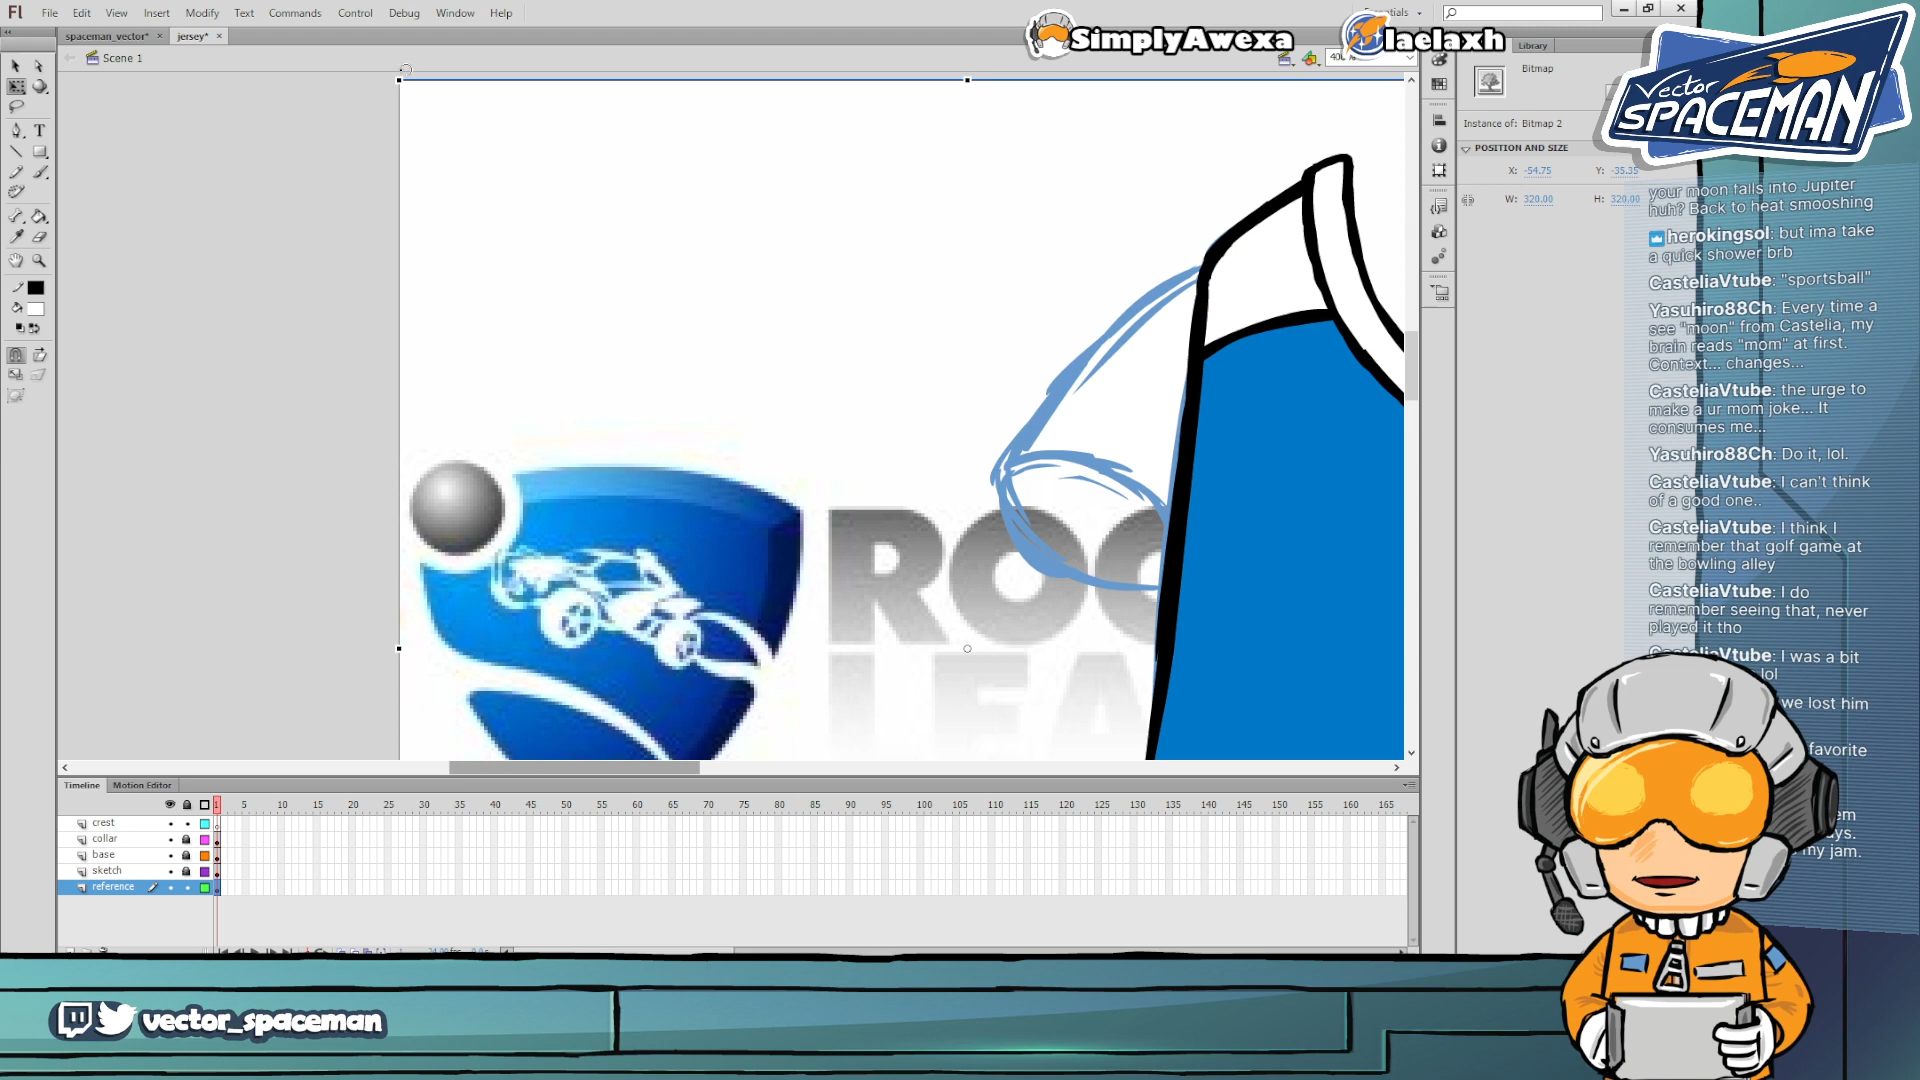 Fl File Edit View Insert Modify Text Commands Control Debug Window Help
Essentials
SimplyAwexa
laelaxh
spaceman_vector* × jersey* ×
Scene 1
Library
Bitmap
Instance of: Bitmap 2
POSITION AND SIZE
X: -54.75 Y: -35.35
W: 320.00 H: 320.00
Vector
SPACEMAN
your moon falls into Jupiter
huh? Back to heat smooshing
herokingsol: but ima take
a quick shower brb
CasteliaVtube: "sportsball"
Yasuhiro88Ch: Every time a
see "moon" from Castelia, my
brain reads "mom" at first.
Context... changes...
CasteliaVtube: the urge to
make a ur mom joke... It
consumes me...
Yasuhiro88Ch: Do it, lol.
CasteliaVtube: I can't think
of a good one..
CasteliaVtube: I think I
remember that golf game at
the bowling alley
CasteliaVtube: I do
remember seeing that, never
played it tho
CasteliaVtube: I was a bit
lol
we lost him
favorite
my jam.
ROC
LEA
Timeline Motion Editor
1 5 10 15 20 25 30 35 40 45 50 55 60 65 70 75 80 85 90 95 100 105 110 115 120 125 130 135 140 145 150 155 160 165
crest
collar
base
sketch
reference
vector_spaceman